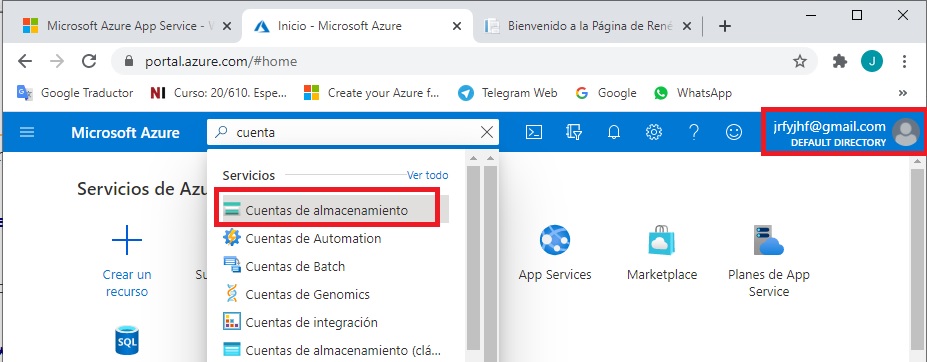 Microsoft Azure App Service - W
Inicio - Microsoft Azure
Bienvenido a la Página de René
portal.azure.com/#home
J
Google Traductor
NI
Curso: 20/610. Espe...
Create your Azure f...
Telegram Web
Google
WhatsApp
Microsoft Azure
cuenta
jrfyjhf@gmail.com
DEFAULT DIRECTORY
Servicios de Azu
Servicios
Ver todo
Cuentas de almacenamiento
Cuentas de Automation
Cuentas de Batch
Cuentas de Genomics
Cuentas de integración
Cuentas de almacenamiento (clá...
Crear un
recurso
Su
App Services
Marketplace
Planes de App
Service
SQL